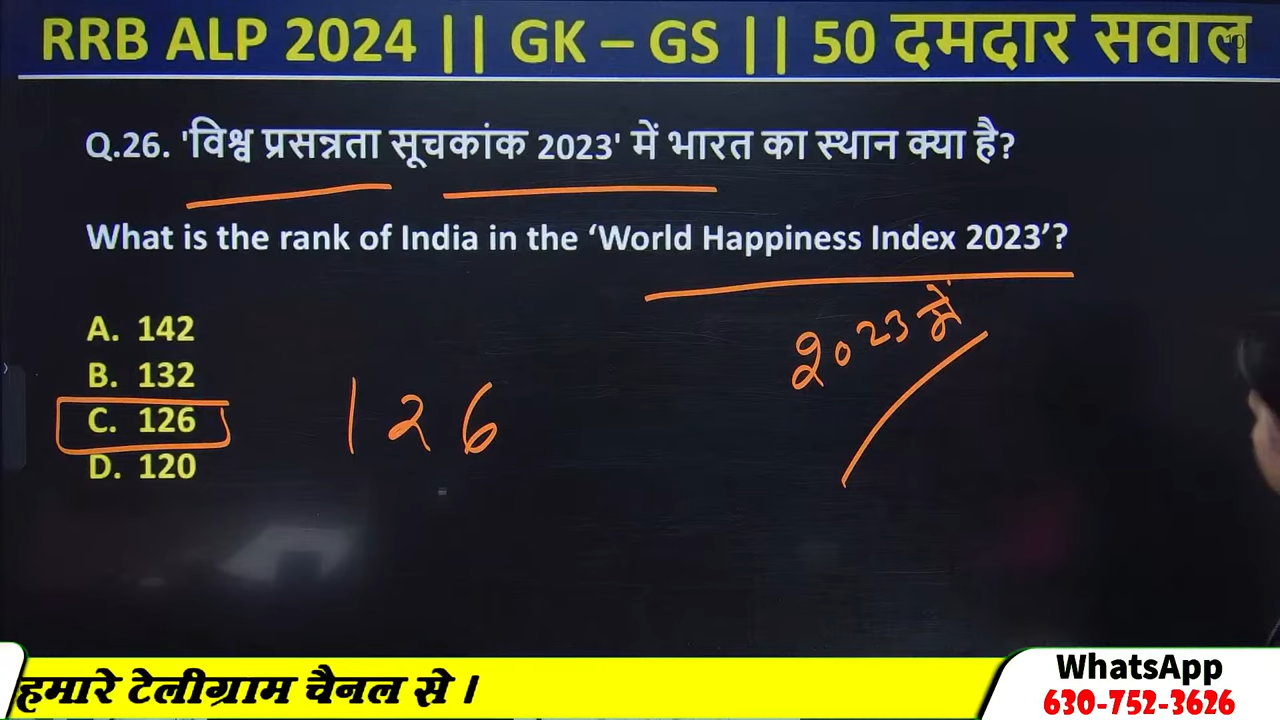 RRB ALP 2024 || GK – GS || 50 दमदार सवाल
10
Q.26. 'विश्व प्रसन्नता सूचकांक 2023' में भारत का स्थान क्या है?
What is the rank of India in the ‘World Happiness Index 2023’?
2023 में
A. 142
B. 132
C. 126
126
D. 120
हमारे टेलीग्राम चैनल से ।
WhatsApp
630-752-3626